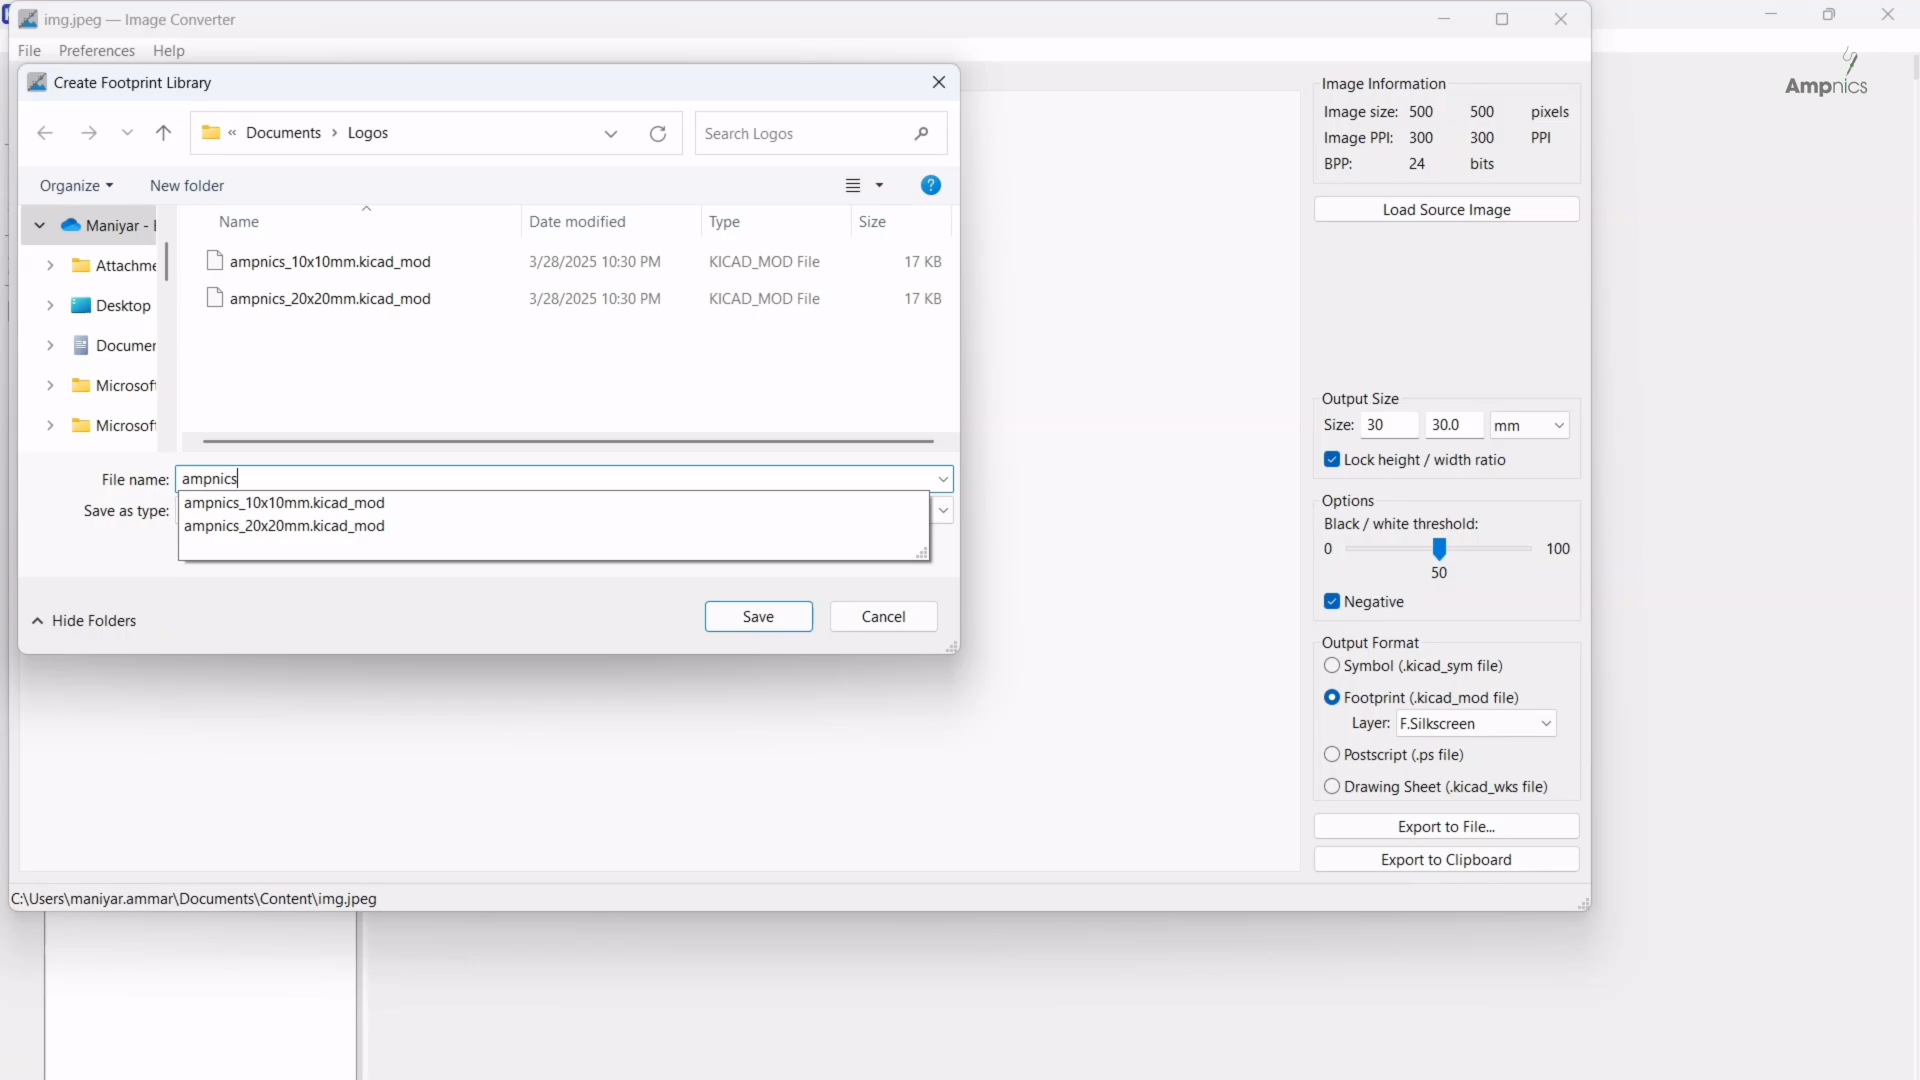 img.jpeg — Image Converter
File Preferences Help
Create Footprint Library
« Documents › Logos
Search Logos
Organize New folder
?
Name Date modified Type Size
Maniyar -
Attachme
Desktop
Documer
Microsoft
Microsoft
ampnics_10x10mm.kicad_mod 3/28/2025 10:30 PM KICAD_MOD File 17 KB
ampnics_20x20mm.kicad_mod 3/28/2025 10:30 PM KICAD_MOD File 17 KB
File name: ampnics
Save as type:
ampnics_10x10mm.kicad_mod
ampnics_20x20mm.kicad_mod
Hide Folders
Save Cancel
Image Information
Image size: 500 500 pixels
Image PPI: 300 300 PPI
BPP: 24 bits
Load Source Image
Output Size
Size: 30 30.0 mm
Lock height / width ratio
Options
Black / white threshold:
0 100
50
Negative
Output Format
Symbol (.kicad_sym file)
Footprint (.kicad_mod file)
Layer: F.Silkscreen
Postscript (.ps file)
Drawing Sheet (.kicad_wks file)
Export to File...
Export to Clipboard
C:\Users\maniyar.ammar\Documents\Content\img.jpeg
Ampnics